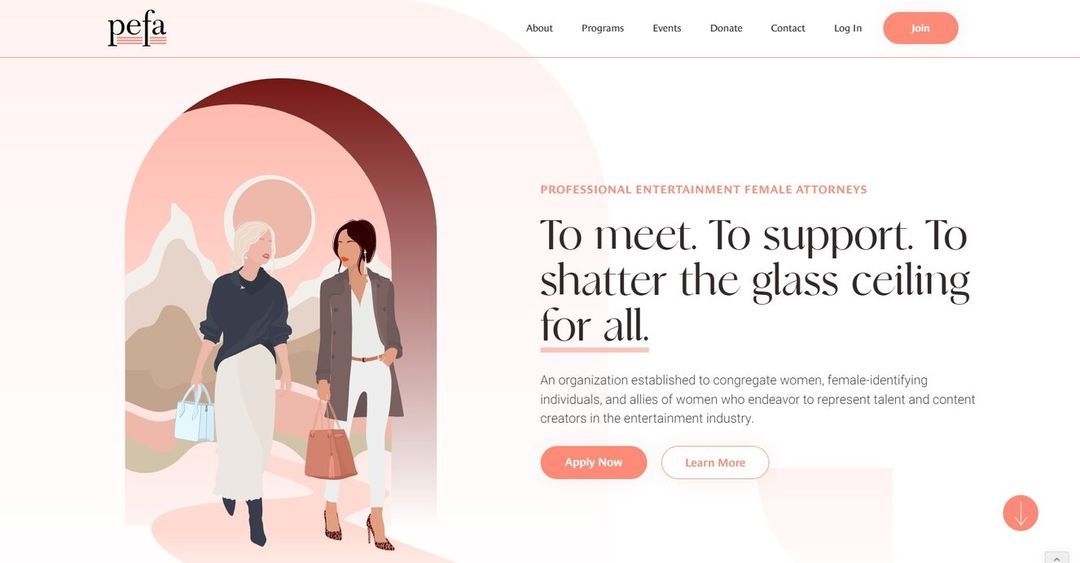 pefa
About
Programs
Events
Donate
Contact
Log In
Join
PROFESSIONAL ENTERTAINMENT FEMALE ATTORNEYS
To meet. To support. To
shatter the glass ceiling
for all.
An organization established to congregate women, female-identifying
individuals, and allies of women who endeavor to represent talent and content
creators in the entertainment industry.
Apply Now
Learn More